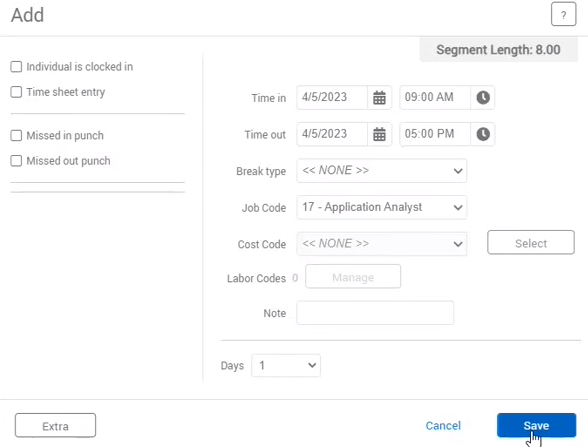 Add
?
Segment Length: 8.00
Individual is clocked in
Time sheet entry
Missed in punch
Missed out punch
Time in 4/5/2023 09:00 AM
Time out 4/5/2023 05:00 PM
Break type << NONE >>
Job Code 17 - Application Analyst
Cost Code << NONE >> Select
Labor Codes 0 Manage
Note
Days 1
Extra Cancel Save